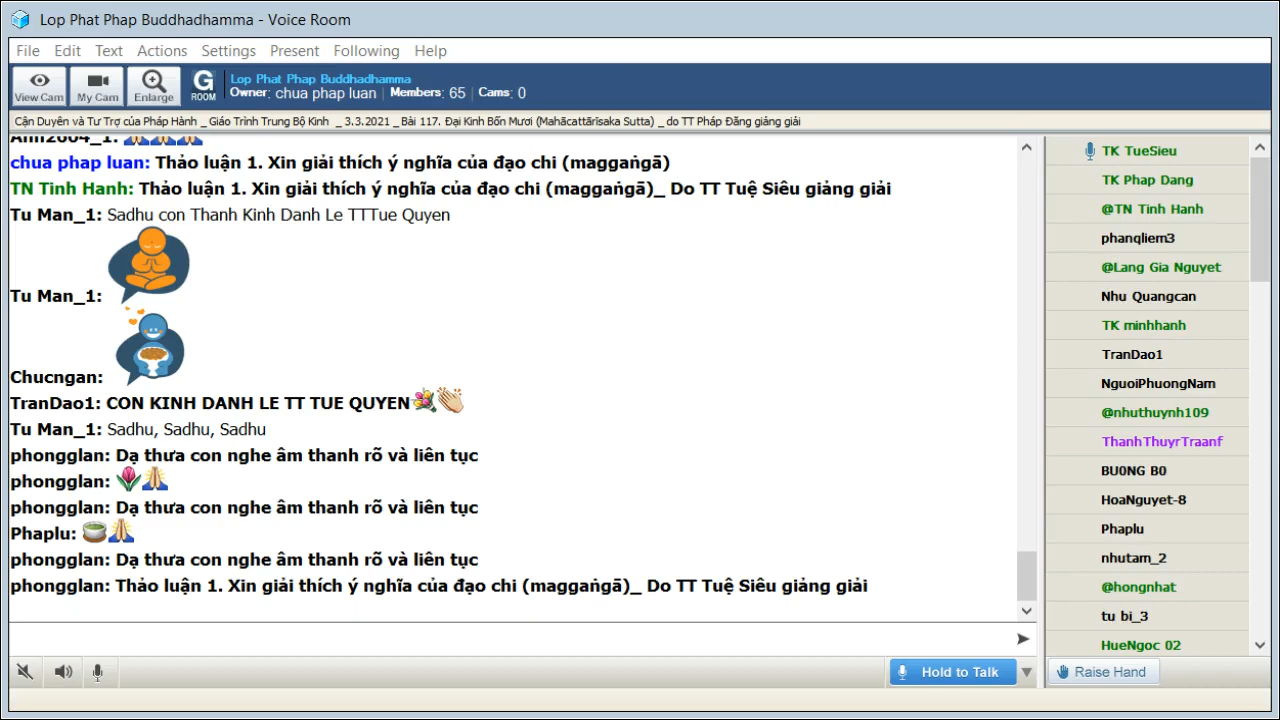 Lop Phat Phap Buddhadhamma - Voice Room
File Edit Text Actions Settings Present Following Help
View Cam My Cam Enlarge G ROOM
Lop Phat Phap Buddhadhamma
Owner: chua phap luan | Members: 65 | Cams: 0
Cận Duyên và Tư Trợ của Pháp Hành _ Giáo Trình Trung Bộ Kinh _ 3.3.2021 _ Bài 117. Đại Kinh Bốn Mươi (Mahācattārīsaka Sutta) _ do TT Pháp Đăng giảng giải
Anh2604_1:
chua phap luan: Thảo luận 1. Xin giải thích ý nghĩa của đạo chi (maggaṅgā)
TN Tinh Hanh: Thảo luận 1. Xin giải thích ý nghĩa của đạo chi (maggaṅgā)_ Do TT Tuệ Siêu giảng giải
Tu Man_1: Sadhu con Thanh Kinh Danh Le TTTue Quyen
Tu Man_1:
Chucngan:
TranDao1: CON KINH DANH LE TT TUE QUYEN
Tu Man_1: Sadhu, Sadhu, Sadhu
phongglan: Dạ thưa con nghe âm thanh rõ và liên tục
phongglan:
phongglan: Dạ thưa con nghe âm thanh rõ và liên tục
Phaplu:
phongglan: Dạ thưa con nghe âm thanh rõ và liên tục
phongglan: Thảo luận 1. Xin giải thích ý nghĩa của đạo chi (maggaṅgā)_ Do TT Tuệ Siêu giảng giải
Hold to Talk
TK TueSieu
TK Phap Dang
@TN Tinh Hanh
phanqliem3
@Lang Gia Nguyet
Nhu Quangcan
TK minhhanh
TranDao1
NguoiPhuongNam
@nhuthuynh109
ThanhThuyrTraanf
BU0NG B0
HoaNguyet-8
Phaplu
nhutam_2
@hongnhat
tu bi_3
HueNgoc 02
Raise Hand